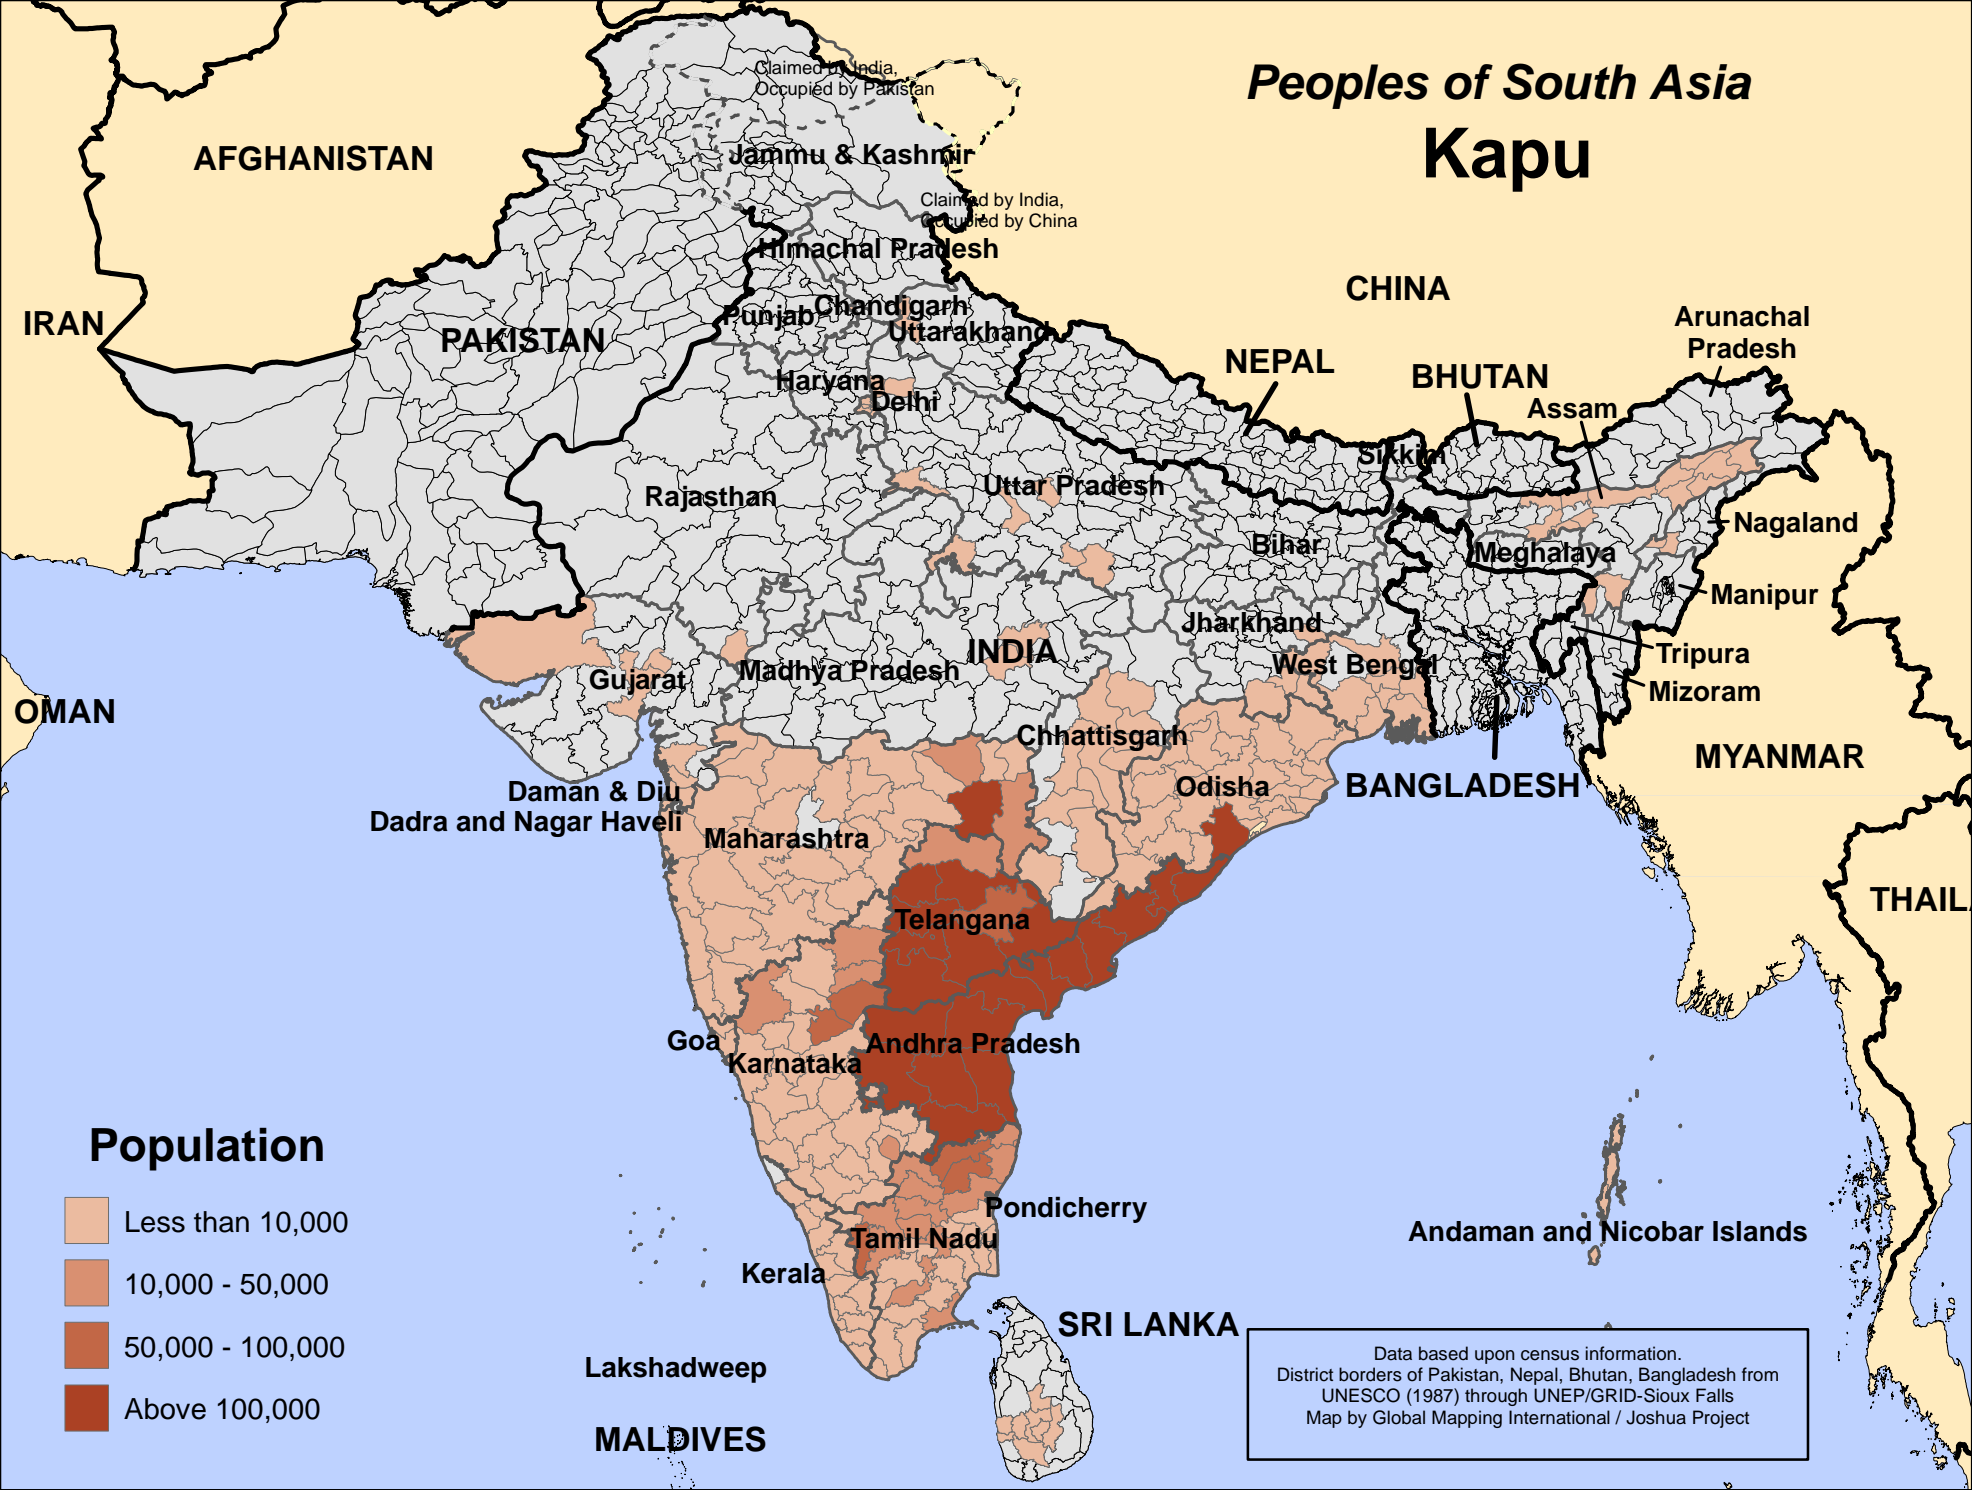 Peoples of South Asia
Kapu
Claimed by India,
Occupied by Pakistan
AFGHANISTAN
Jammu & Kashmir
Claimed by India,
Occupied by China
Himachal Pradesh
CHINA
IRAN
PAKISTAN
Punjab
Chandigarh
Uttarakhand
Arunachal
Pradesh
NEPAL
BHUTAN
Haryana
Delhi
Assam
Sikkim
Rajasthan
Uttar Pradesh
Nagaland
Bihar
Meghalaya
Manipur
Jharkhand
INDIA
Tripura
Gujarat
Madhya Pradesh
West Bengal
Mizoram
OMAN
Chhattisgarh
MYANMAR
Daman & Diu
Odisha
BANGLADESH
Dadra and Nagar Haveli
Maharashtra
THAILA
Telangana
Goa
Karnataka
Andhra Pradesh
Population
Less than 10,000
10,000 - 50,000
50,000 - 100,000
Above 100,000
Pondicherry
Tamil Nadu
Andaman and Nicobar Islands
Kerala
SRI LANKA
Lakshadweep
MALDIVES
Data based upon census information.
District borders of Pakistan, Nepal, Bhutan, Bangladesh from
UNESCO (1987) through UNEP/GRID-Sioux Falls
Map by Global Mapping International / Joshua Project